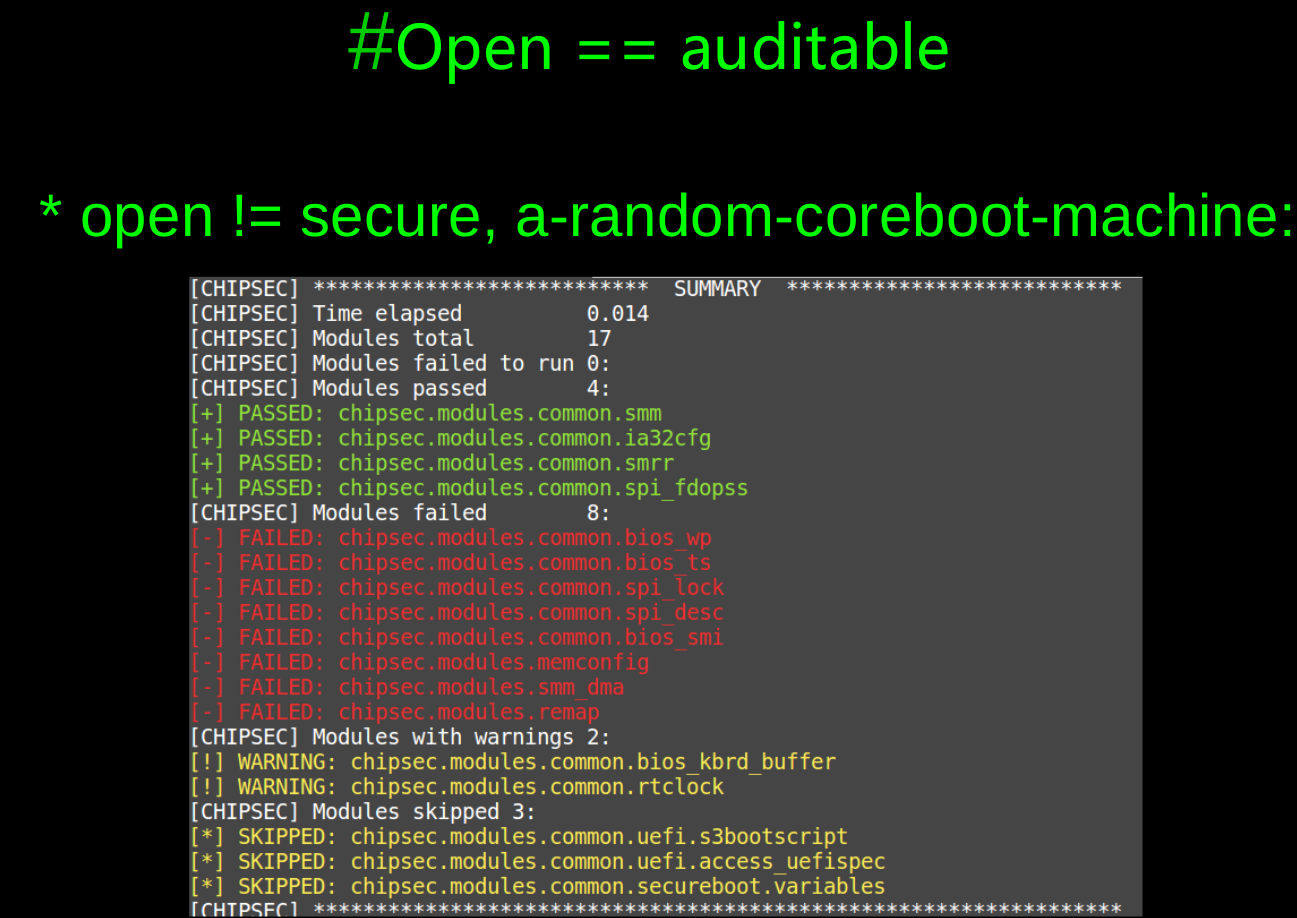 #Open == auditable
* open != secure, a-random-coreboot-machine:
[CHIPSEC] ***************************  SUMMARY  ***************************
[CHIPSEC] Time elapsed          0.014
[CHIPSEC] Modules total         17
[CHIPSEC] Modules failed to run 0:
[CHIPSEC] Modules passed        4:
[+] PASSED: chipsec.modules.common.smm
[+] PASSED: chipsec.modules.common.ia32cfg
[+] PASSED: chipsec.modules.common.smrr
[+] PASSED: chipsec.modules.common.spi_fdopss
[CHIPSEC] Modules failed        8:
[-] FAILED: chipsec.modules.common.bios_wp
[-] FAILED: chipsec.modules.common.bios_ts
[-] FAILED: chipsec.modules.common.spi_lock
[-] FAILED: chipsec.modules.common.spi_desc
[-] FAILED: chipsec.modules.common.bios_smi
[-] FAILED: chipsec.modules.memconfig
[-] FAILED: chipsec.modules.smm_dma
[-] FAILED: chipsec.modules.remap
[CHIPSEC] Modules with warnings 2:
[!] WARNING: chipsec.modules.common.bios_kbrd_buffer
[!] WARNING: chipsec.modules.common.rtclock
[CHIPSEC] Modules skipped 3:
[*] SKIPPED: chipsec.modules.common.uefi.s3bootscript
[*] SKIPPED: chipsec.modules.common.uefi.access_uefispec
[*] SKIPPED: chipsec.modules.common.secureboot.variables
[CHIPSEC] *****************************************************************